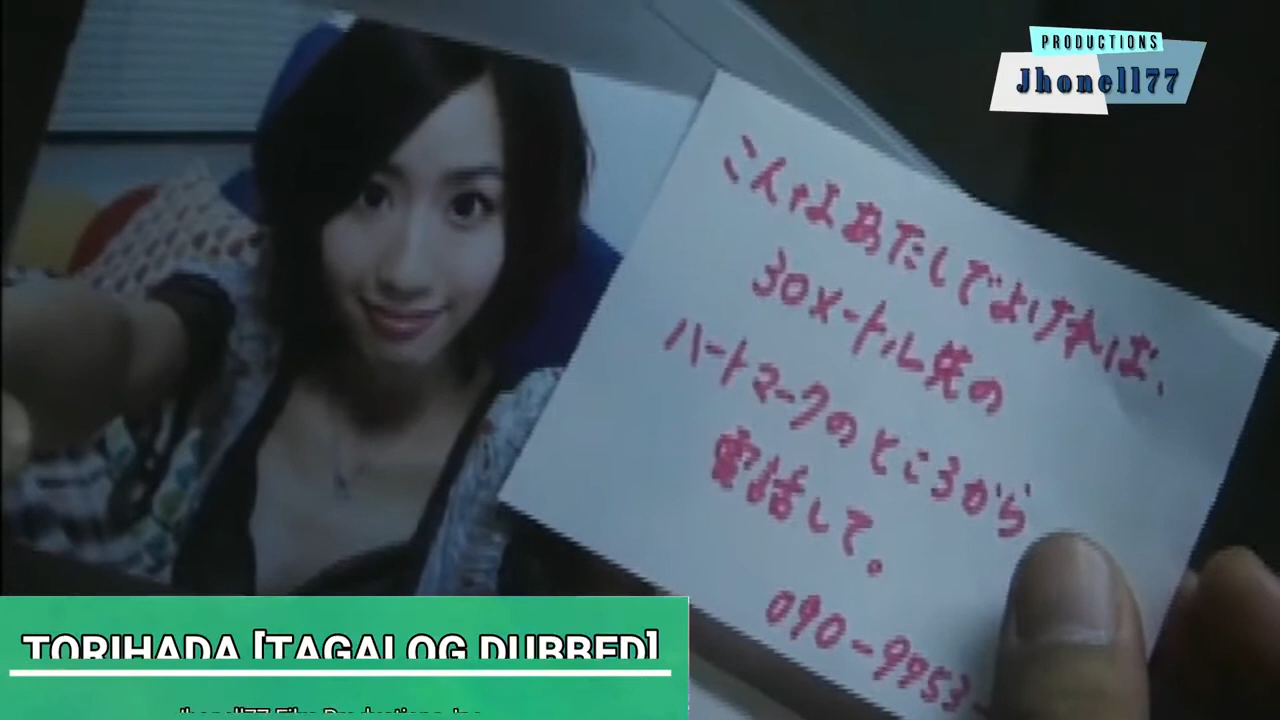 PRODUCTIONS
Jhonell77
こんなあたしでよければ、
30メートル先の
ハートマークのところから
電話して。
090-9953-
TORIHADA [TAGALOG DUBBED]